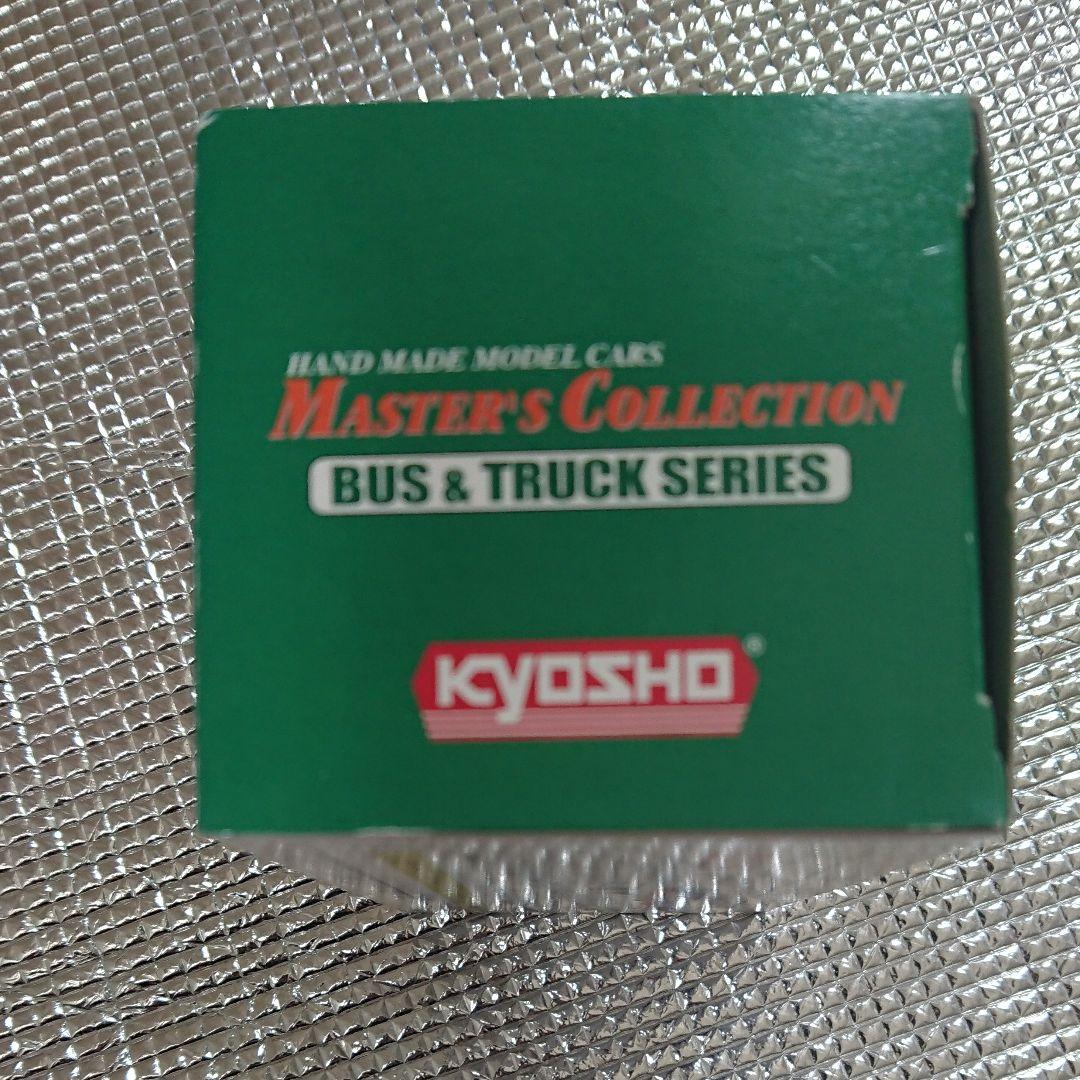 HAND MADE MODEL CARS
MASTER'S COLLECTION
BUS & TRUCK SERIES
KYOSHO®